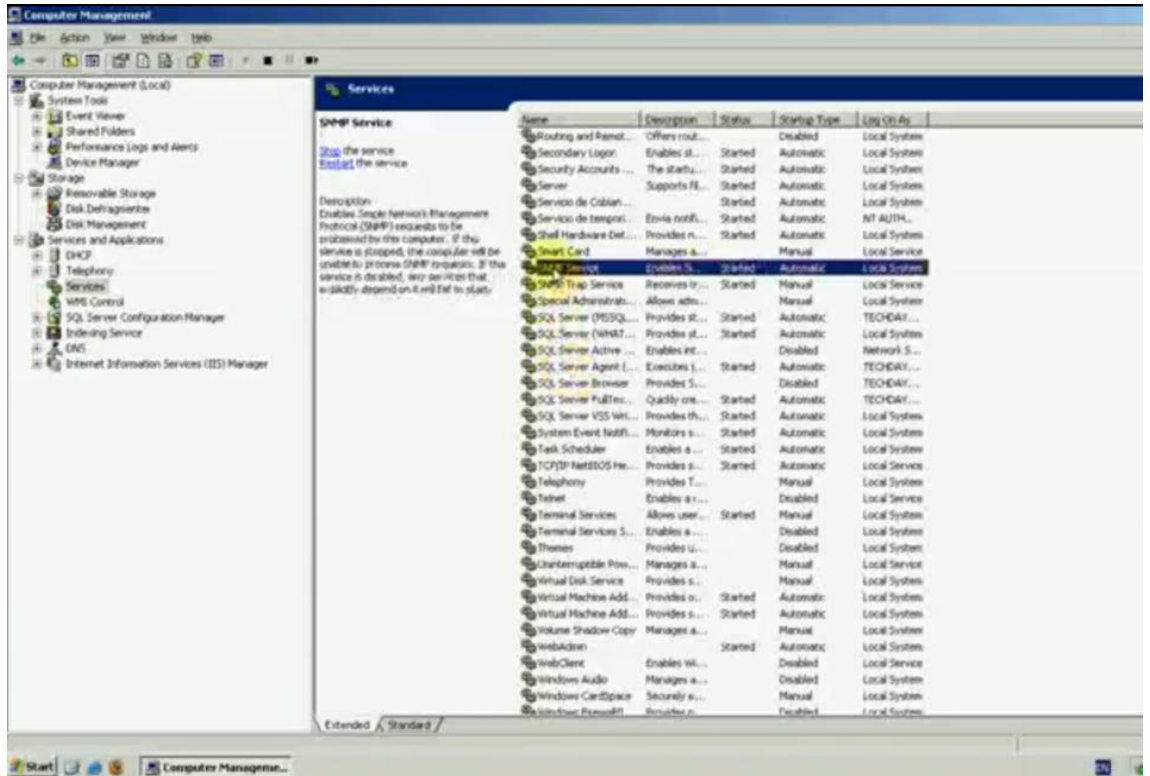 Computer Management
File Action View Window Help
Computer Management (Local)
System Tools
Event Viewer
Shared Folders
Performance Logs and Alerts
Device Manager
Storage
Removable Storage
Disk Defragmenter
Disk Management
Services and Applications
DHCP
Telephony
Services
WMI Control
SQL Server Configuration Manager
Indexing Service
DNS
Internet Information Services (IIS) Manager
Services
SNMP Service
Stop the service
Restart the service
Description
Enables Simple Network Management
Protocol (SNMP) requests to be
processed by this computer. If this
service is stopped, the computer will be
unable to process SNMP requests. If this
service is disabled, any services that
explicitly depend on it will fail to start.
Name Description Status Startup Type Log On As
Routing and Remot... Offers rout... Disabled Local System
Secondary Logon Enables st... Started Automatic Local System
Security Accounts ... The startu... Started Automatic Local System
Server Supports fil... Started Automatic Local System
Servicio de Cobian... Started Automatic Local System
Servicio de tempori... Envia notifi... Started Automatic NT AUTH...
Shell Hardware Det... Provides n... Started Automatic Local System
Smart Card Manages a... Manual Local Service
SNMP Service Enables Si... Started Automatic Local System
SNMP Trap Service Receives tr... Started Manual Local Service
Special Administrati... Allows adm... Manual Local System
SQL Server (MSSQL... Provides st... Started Automatic TECHDAY...
SQL Server (WHAT... Provides st... Started Automatic Local System
SQL Server Active ... Enables int... Disabled Network S...
SQL Server Agent (... Executes j... Started Automatic TECHDAY...
SQL Server Browser Provides S... Disabled TECHDAY...
SQL Server FullTex... Quickly cre... Started Automatic TECHDAY...
SQL Server VSS Wri... Provides th... Started Automatic Local System
System Event Notifi... Monitors s... Started Automatic Local System
Task Scheduler Enables a ... Started Automatic Local System
TCP/IP NetBIOS He... Provides s... Started Automatic Local Service
Telephony Provides T... Manual Local System
Telnet Enables a r... Disabled Local Service
Terminal Services Allows user... Started Manual Local System
Terminal Services S... Enables a ... Disabled Local System
Themes Provides u... Disabled Local System
Uninterruptible Pow... Manages a... Manual Local Service
Virtual Disk Service Provides s... Manual Local System
Virtual Machine Add... Provides o... Started Automatic Local System
Virtual Machine Add... Provides s... Started Automatic Local System
Volume Shadow Copy Manages a... Manual Local System
WebAdmin Started Automatic Local System
WebClient Enables Wi... Disabled Local Service
Windows Audio Manages a... Disabled Local System
Windows CardSpace Securely e... Manual Local System
Windows Firewall/I Provides n... Disabled Local System
Extended Standard
Start Computer Manageme...